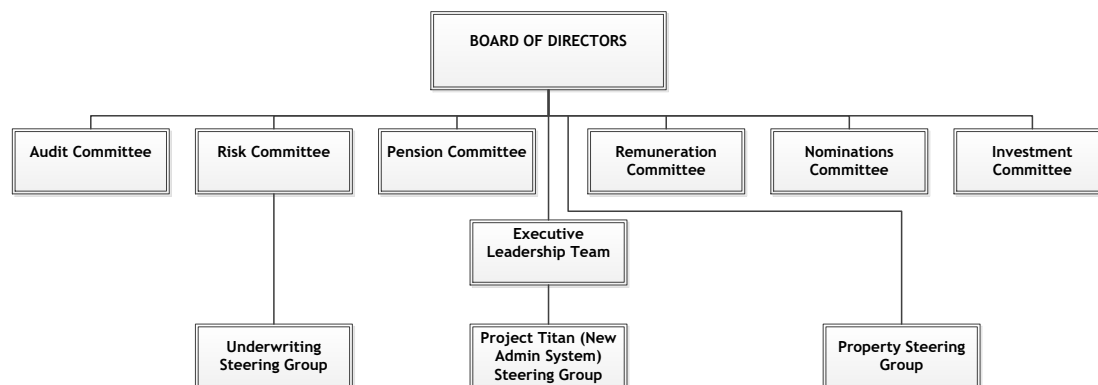 BOARD OF DIRECTORS
Audit Committee
Risk Committee
Pension Committee
Remuneration
Committee
Nominations
Committee
Investment
Committee
Executive
Leadership Team
Underwriting
Steering Group
Project Titan (New
Admin System)
Steering Group
Property Steering
Group